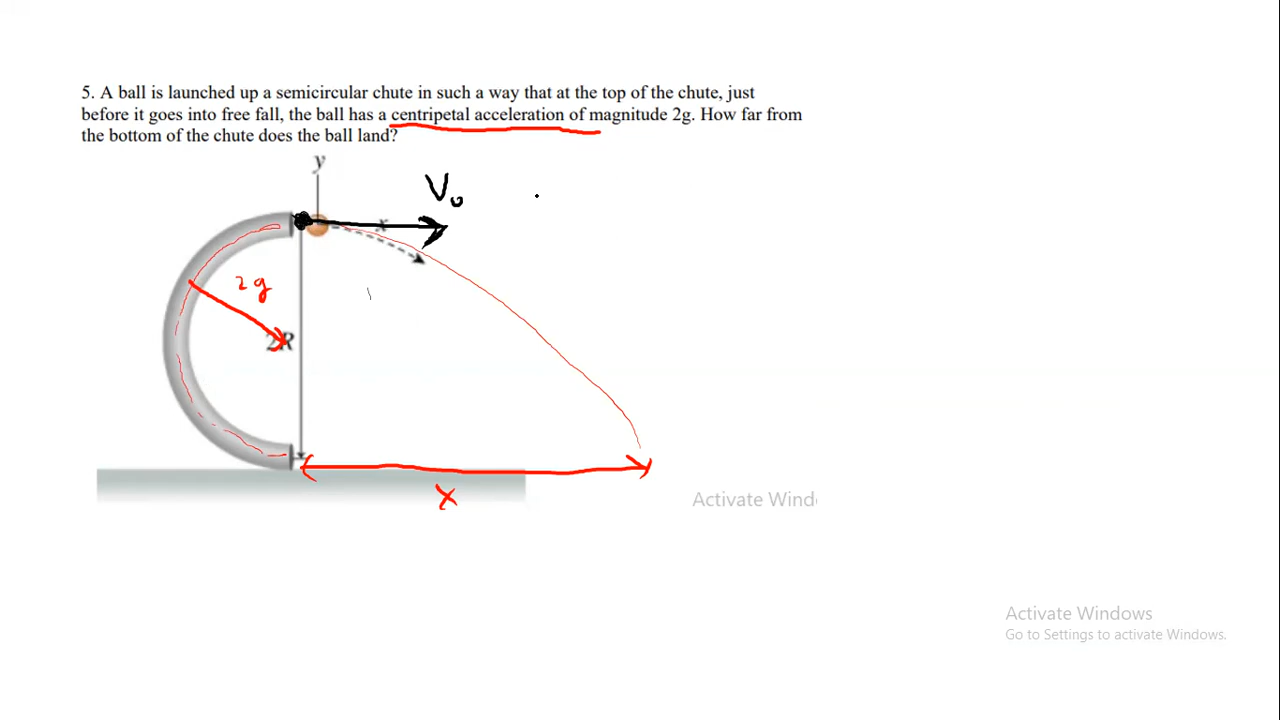 5. A ball is launched up a semicircular chute in such a way that at the top of the chute, just
before it goes into free fall, the ball has a centripetal acceleration of magnitude 2g. How far from
the bottom of the chute does the ball land?
y
V₀
x
2g
2R
x
Activate Wind
Activate Windows
Go to Settings to activate Windows.